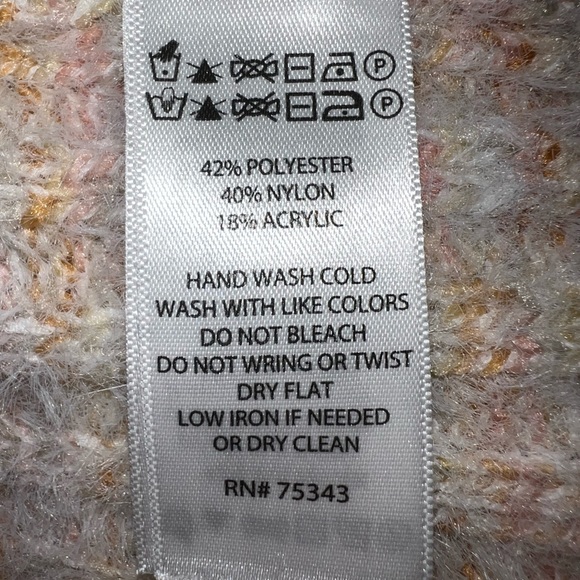 P
P
42% POLYESTER
40% NYLON
18% ACRYLIC
HAND WASH COLD
WASH WITH LIKE COLORS
DO NOT BLEACH
DO NOT WRING OR TWIST
DRY FLAT
LOW IRON IF NEEDED
OR DRY CLEAN
RN# 75343